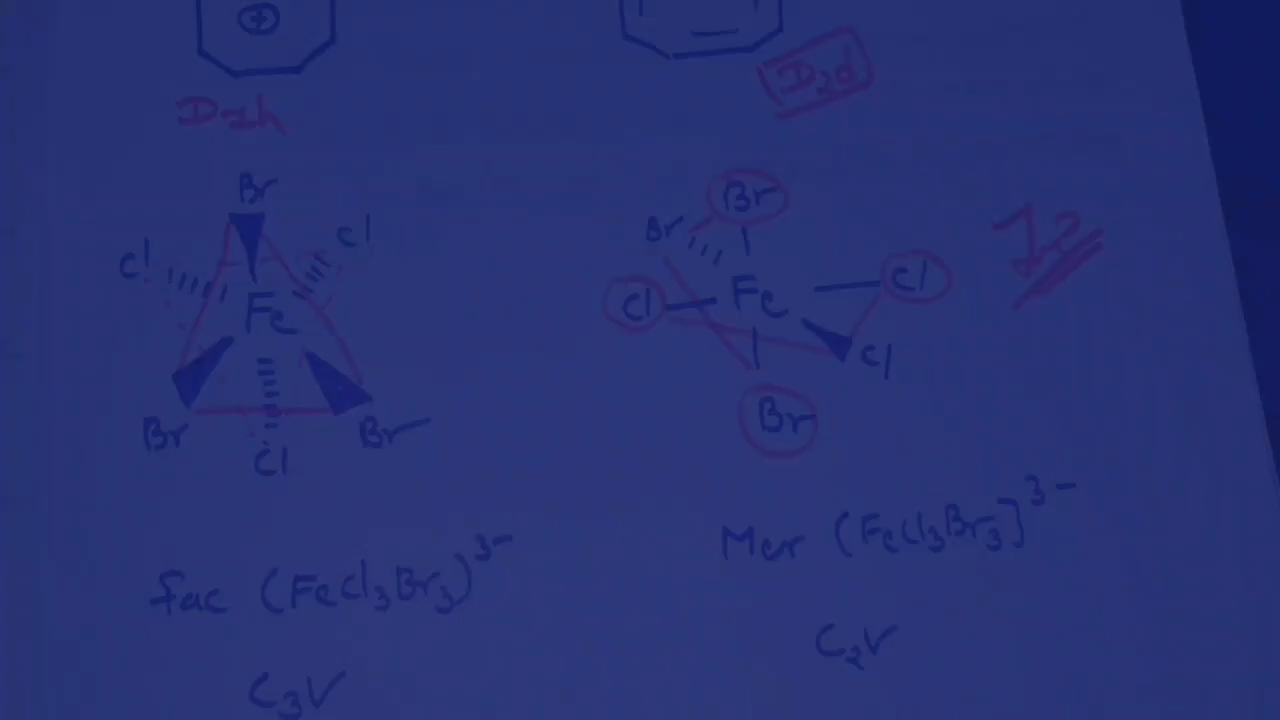 ⊕
D7h
D2d
Br
Cl
Cl
Fe
Br
Br
Cl
Br
Br
Cl
Fe
Cl
Cl
Br
fac (FeCl3Br3)3-
Mer (FeCl3Br3]3-
C3V
C2V